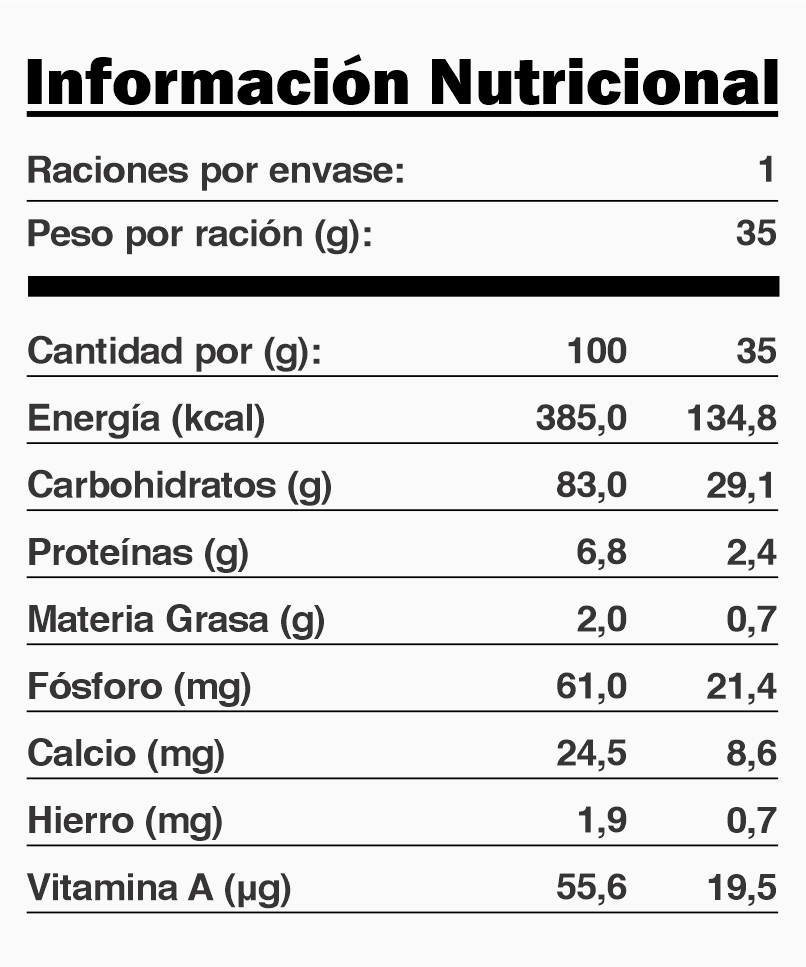 Información Nutricional
Raciones por envase: 1
Peso por ración (g): 35
Cantidad por (g): 100 35
Energía (kcal) 385,0 134,8
Carbohidratos (g) 83,0 29,1
Proteínas (g) 6,8 2,4
Materia Grasa (g) 2,0 0,7
Fósforo (mg) 61,0 21,4
Calcio (mg) 24,5 8,6
Hierro (mg) 1,9 0,7
Vitamina A (µg) 55,6 19,5